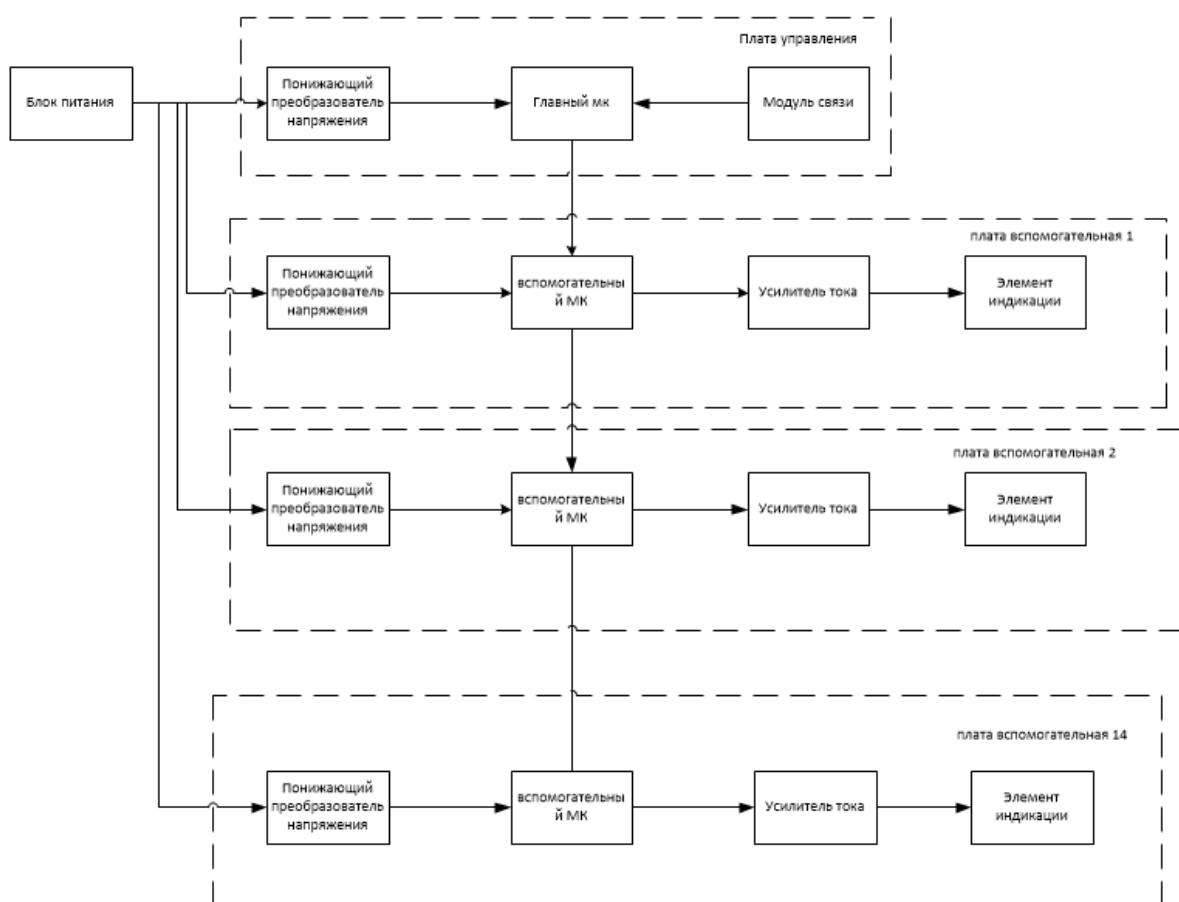 Плата управления
Блок питания
Понижающий
преобразователь
напряжения
Главный мк
Модуль связи
плата вспомогательная 1
Понижающий
преобразователь
напряжения
вспомогательны
й МК
Усилитель тока
Элемент
индикации
плата вспомогательная 2
Понижающий
преобразователь
напряжения
вспомогательны
й МК
Усилитель тока
Элемент
индикации
плата вспомогательная 14
Понижающий
преобразователь
напряжения
вспомогательны
й МК
Усилитель тока
Элемент
индикации